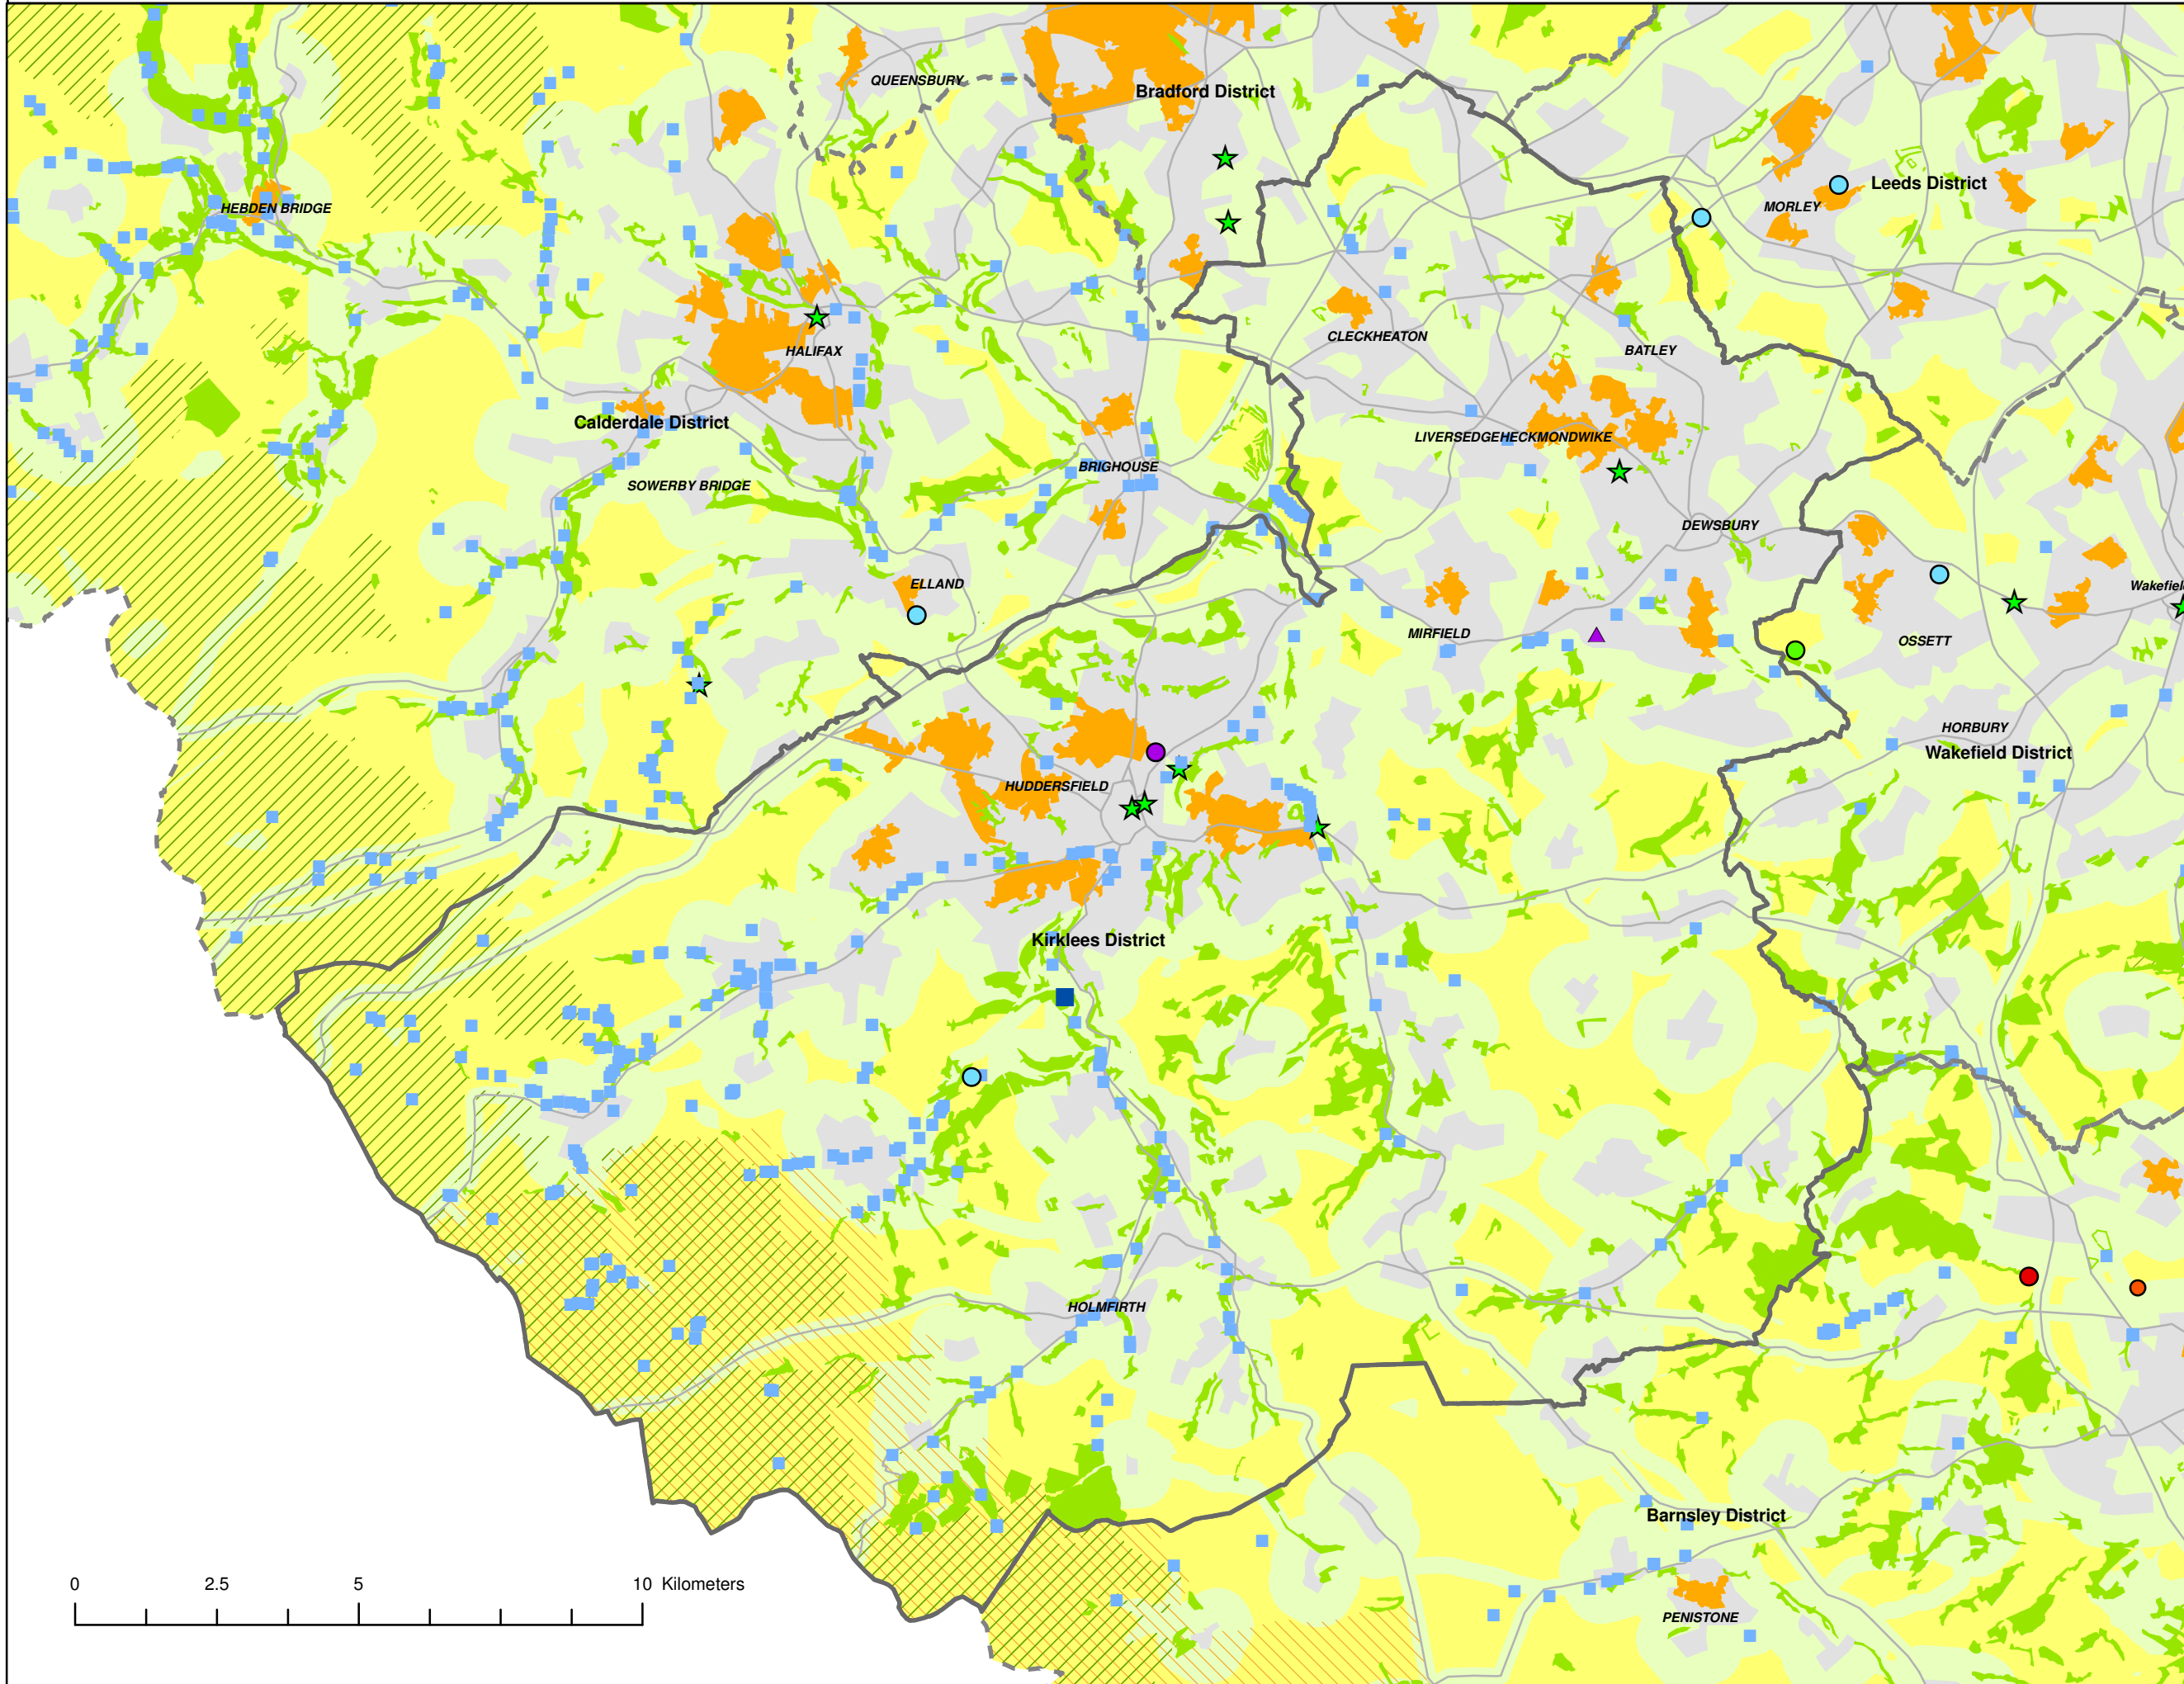 QUEENSBURY
Bradford District
Leeds District
MORLEY
HEBDEN BRIDGE
CLECKHEATON
HALIFAX
BATLEY
Calderdale District
LIVERSEDGEHECKMONDWIKE
BRIGHOUSE
SOWERBY BRIDGE
DEWSBURY
ELLAND
Wakefiel
MIRFIELD
OSSETT
HORBURY
Wakefield District
HUDDERSFIELD
Kirklees District
HOLMFIRTH
Barnsley District
0 2.5 5 10 Kilometers
PENISTONE